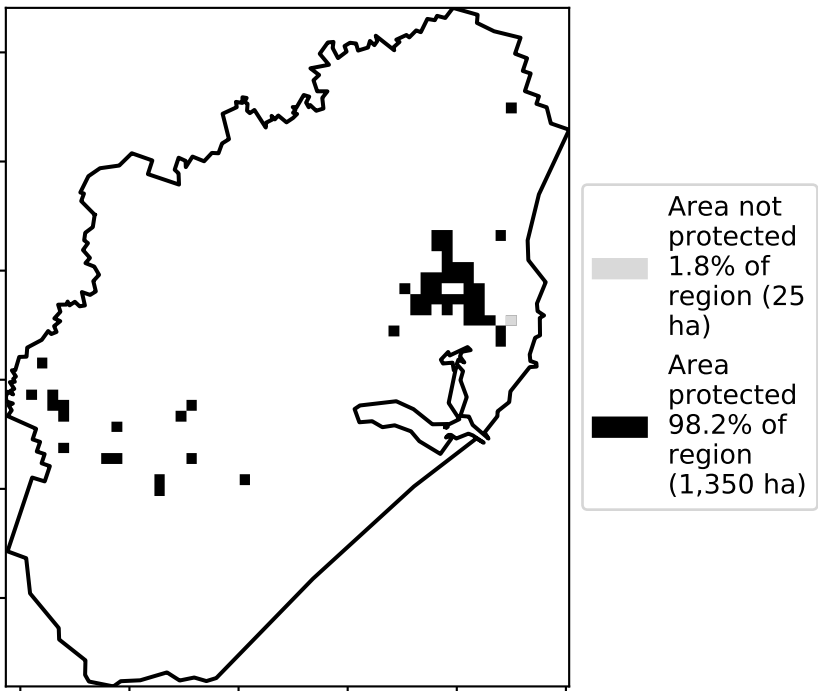 Area not
protected
1.8% of
region (25
ha)
Area
protected
98.2% of
region
(1,350 ha)